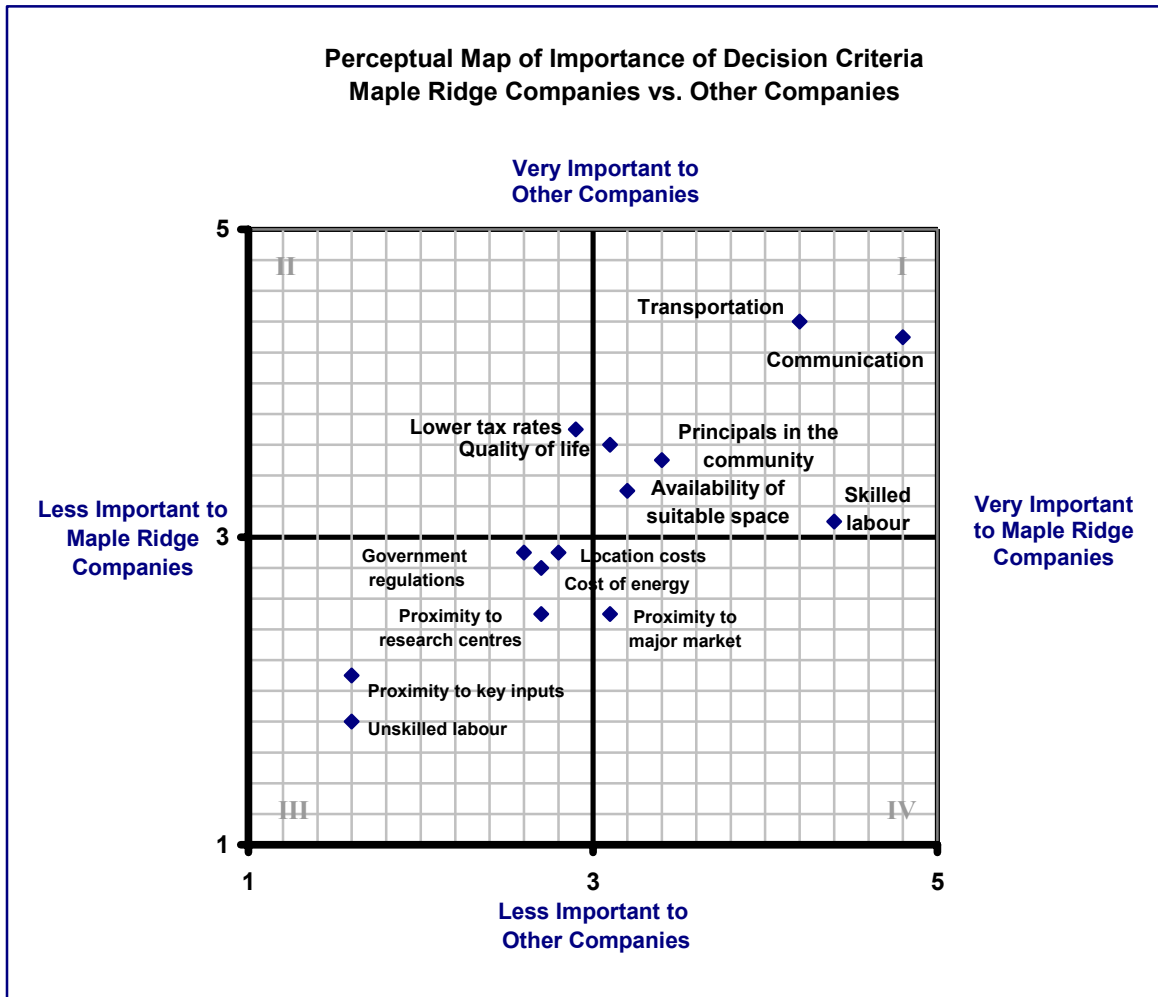 Perceptual Map of Importance of Decision Criteria
Maple Ridge Companies vs. Other Companies
Very Important to
Other Companies
5
II
I
Transportation
Communication
Lower tax rates
Quality of life
Principals in the
community
Availability of
suitable space
Skilled
labour
Less Important to
Maple Ridge
Companies
3
Very Important
to Maple Ridge
Companies
Government
regulations
Location costs
Cost of energy
Proximity to
research centres
Proximity to
major market
Proximity to key inputs
Unskilled labour
III
IV
1
1
3
5
Less Important to
Other Companies